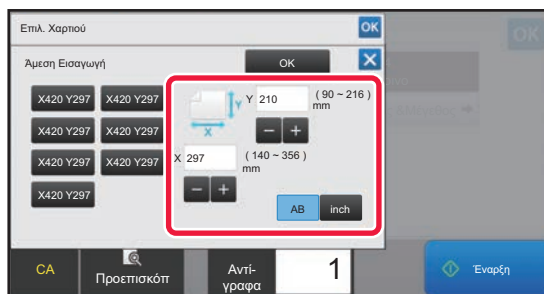 Επιλ. Χαρτιού
OK
OK
Άμεση Εισαγωγή
OK
X420 Y297
X420 Y297
X420 Y297
X420 Y297
X420 Y297
X420 Y297
X420 Y297
Y
X
Y 210
( 90 ~ 216 )
mm
X 297
( 140 ~ 356 )
mm
AB
inch
CA
Προεπισκόπ
Αντί-
γραφα
1
Έναρξη